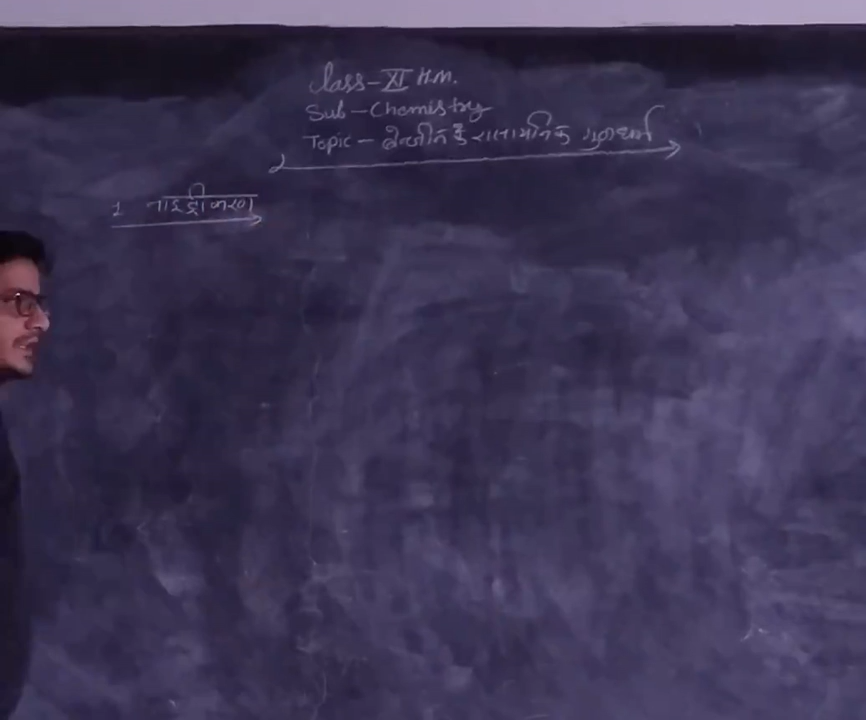 Class-XI H.M.
Sub-Chemistry
Topic- बेन्जीन के रासायनिक गुणधर्म
1 नाइट्रीकरण